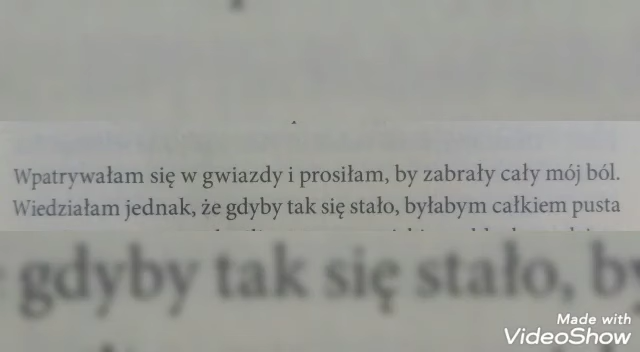 Wpatrywałam się w gwiazdy i prosiłam, by zabrały cały mój ból.
Wiedziałam jednak, że gdyby tak się stało, byłabym całkiem pusta
gdyby tak się stało, by
Made with
VideoShow